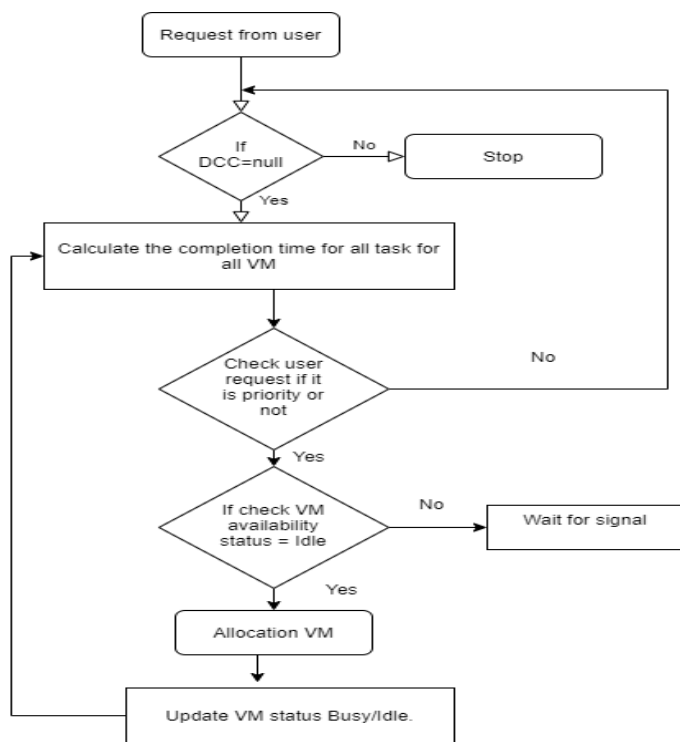 Request from user
If
DCC=null
No
Stop
Yes
Calculate the completion time for all task for
all VM
Check user
request if it
is priority or
not
No
Yes
If check VM
availability
status = Idle
No
Wait for signal
Yes
Allocation VM
Update VM status Busy/Idle.